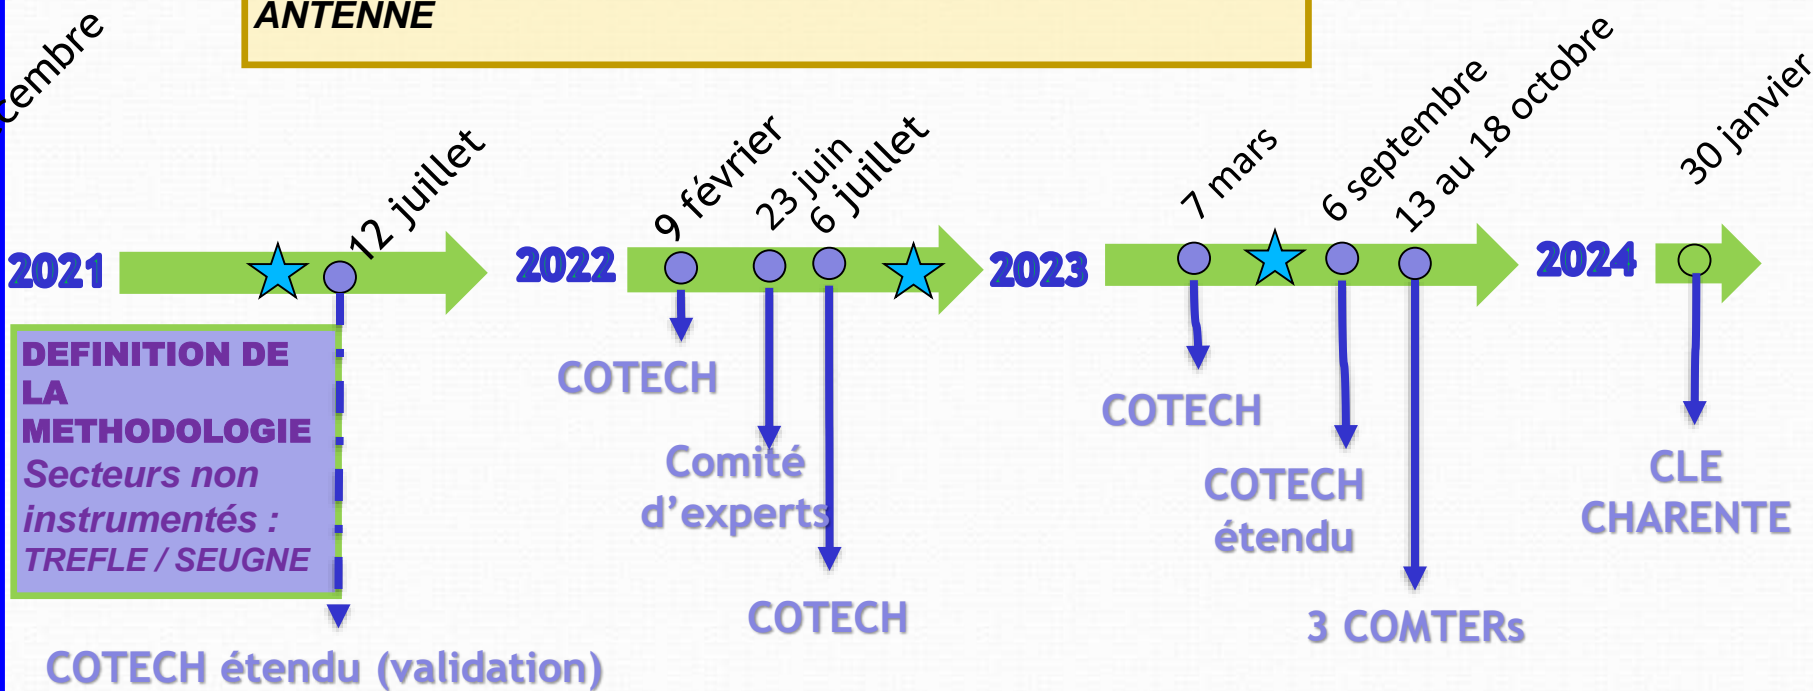 ANTENNE
12 juillet
9 février
23 juin
6 juillet
7 mars
6 septembre
13 au 18 octobre
30 janvier
2021
2022
2023
2024
DEFINITION DE
LA
METHODOLOGIE
Secteurs non
instrumentés :
TREFLE / SEUGNE
COTECH étendu (validation)
COTECH
Comité
d’experts
COTECH
COTECH
COTECH
étendu
3 COMTERs
CLE
CHARENTE